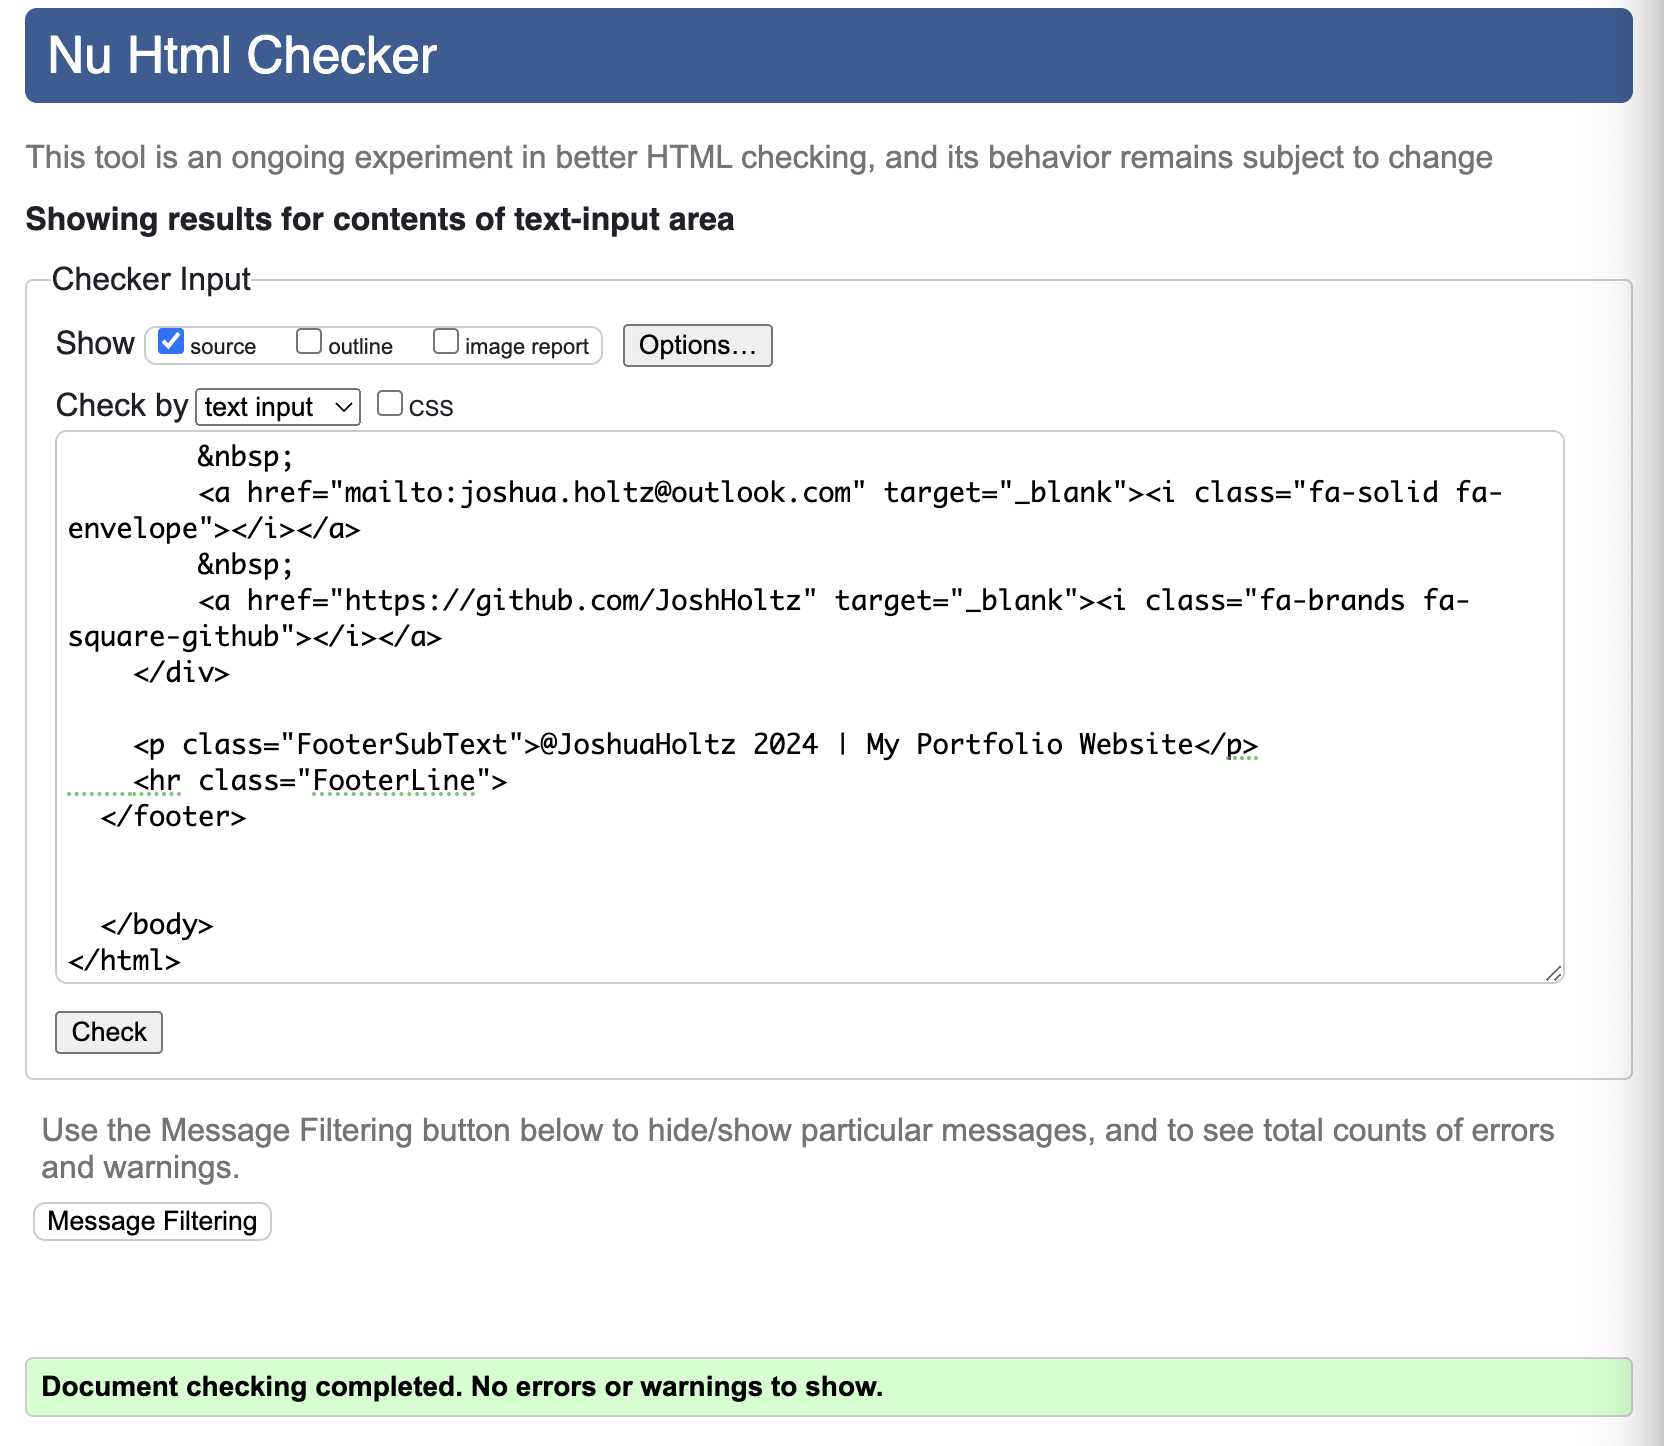 Nu Html Checker
This tool is an ongoing experiment in better HTML checking, and its behavior remains subject to change
Showing results for contents of text-input area
Checker Input
Show source outline image report Options...
Check by text input CSS
&nbsp;
<a href="mailto:joshua.holtz@outlook.com" target="_blank"><i class="fa-solid fa-
envelope"></i></a>
&nbsp;
<a href="https://github.com/JoshHoltz" target="_blank"><i class="fa-brands fa-
square-github"></i></a>
</div>
<p class="FooterSubText">@JoshuaHoltz 2024 | My Portfolio Website</p>
<hr class="FooterLine">
</footer>
</body>
</html>
Check
Use the Message Filtering button below to hide/show particular messages, and to see total counts of errors
and warnings.
Message Filtering
Document checking completed. No errors or warnings to show.